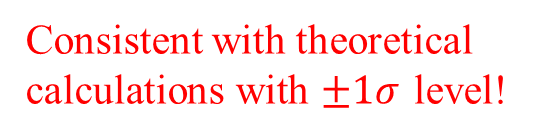 Consistent with theoretical
calculations with ±1σ level!